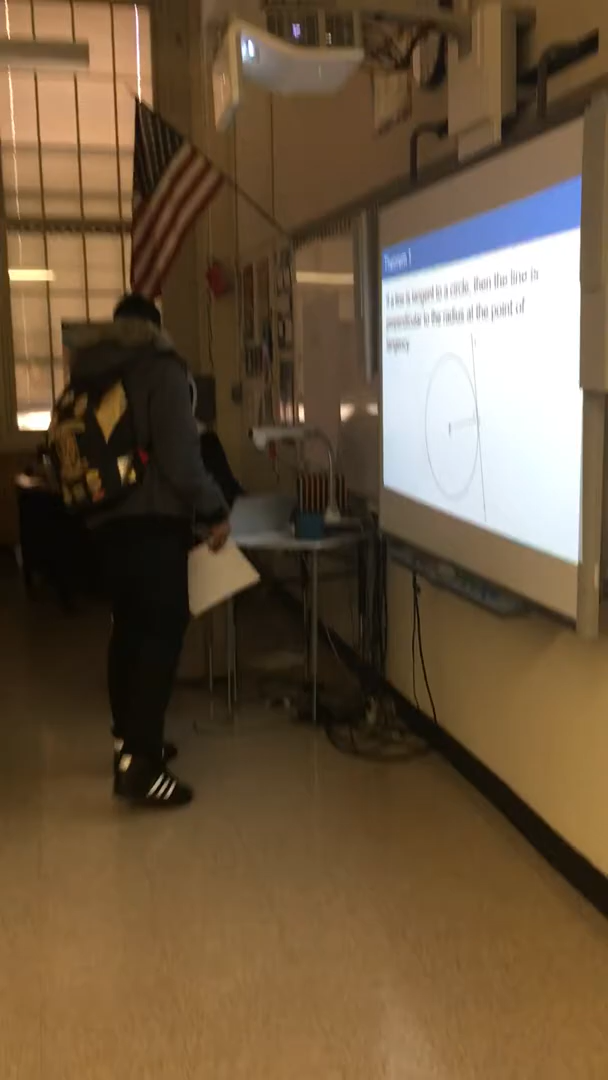 Theorem 1
If a line is tangent to a circle, then the line is
perpendicular to the radius at the point of
tangency